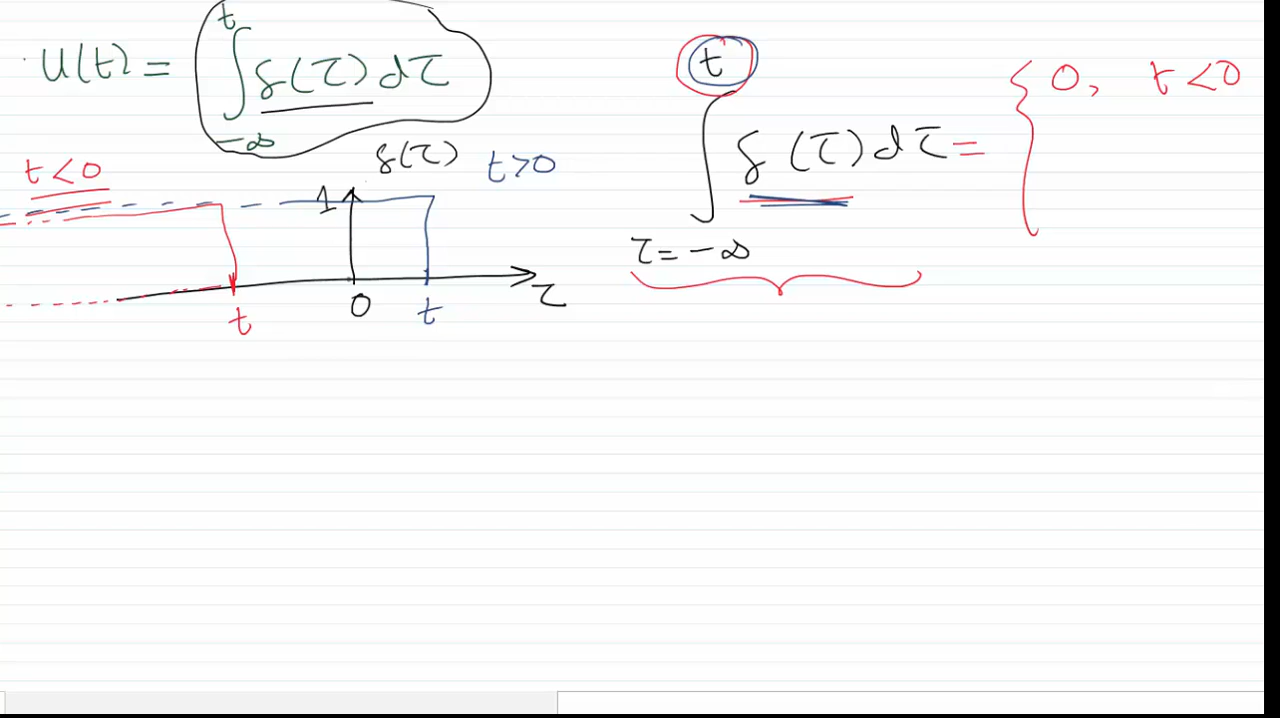 u(t) = ∫_{-∞}^{t} δ(τ) dτ
∫_{τ=-∞}^{t} δ(τ) dτ = { 0, t<0
t<0
δ(τ) t>0
1
t 0 t τ